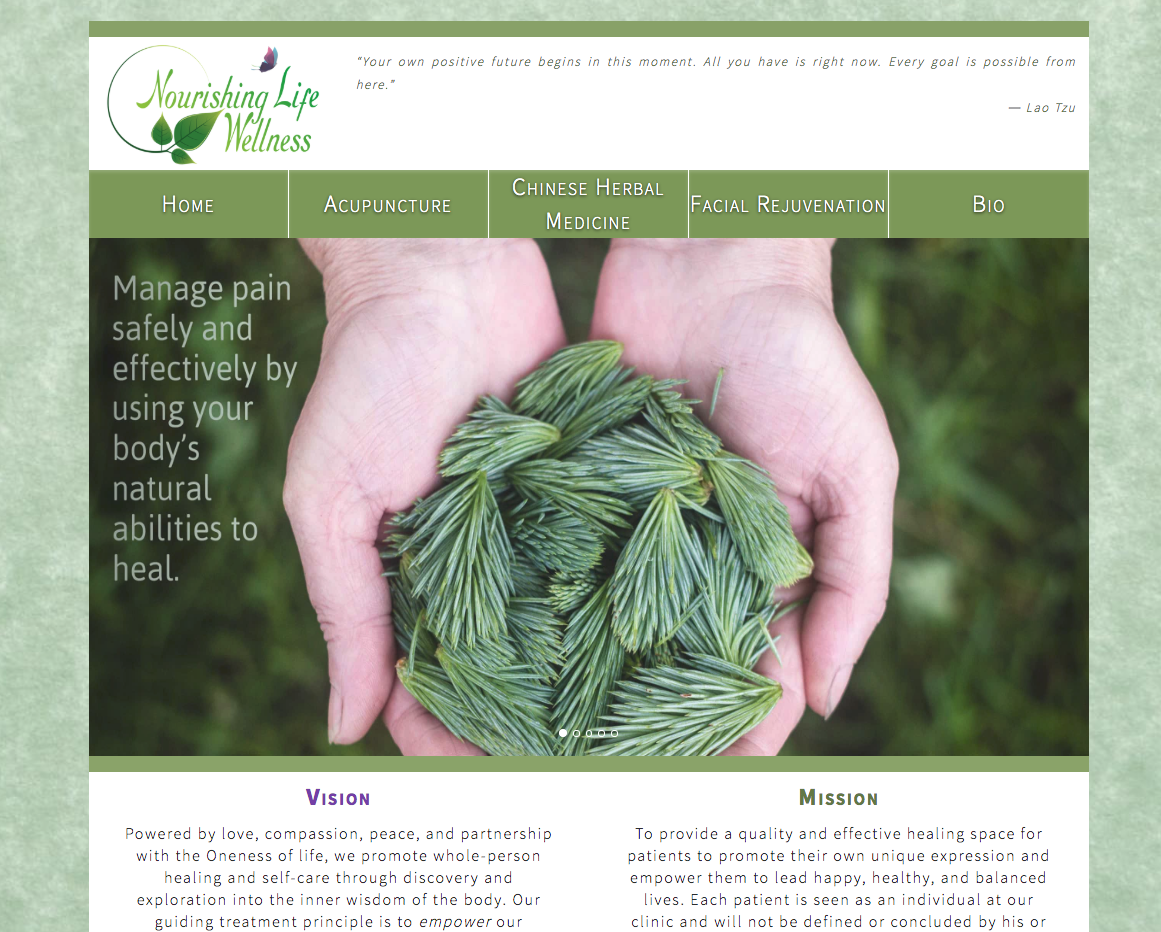 Nourishing Life
Wellness
“Your own positive future begins in this moment. All you have is right now. Every goal is possible from
here.”
— Lao Tzu
Home
Acupuncture
Chinese Herbal
Medicine
Facial Rejuvenation
Bio
Manage pain
safely and
effectively by
using your
body’s
natural
abilities to
heal.
Vision
Powered by love, compassion, peace, and partnership
with the Oneness of life, we promote whole-person
healing and self-care through discovery and
exploration into the inner wisdom of the body. Our
guiding treatment principle is to empower our
Mission
To provide a quality and effective healing space for
patients to promote their own unique expression and
empower them to lead happy, healthy, and balanced
lives. Each patient is seen as an individual at our
clinic and will not be defined or concluded by his or